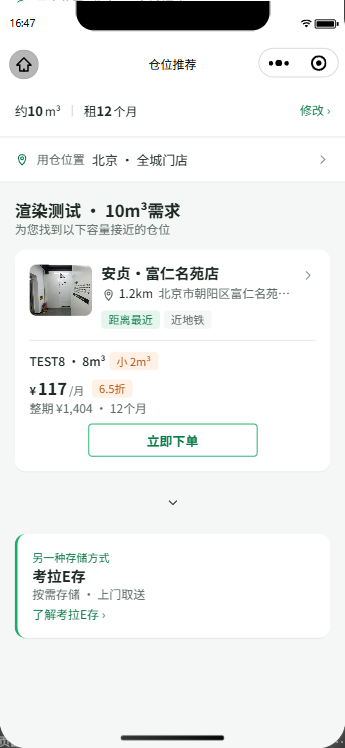 16:47
仓位推荐
约10 m³ | 租12个月 修改 ›
用仓位置 北京 · 全城门店
渲染测试 · 10m³需求
为您找到以下容量接近的仓位
安贞·富仁名苑店
1.2km 北京市朝阳区富仁名苑…
距离最近 近地铁
TEST8 · 8m³ 小 2m³
¥117/月 6.5折
整期 ¥1,404 · 12个月
立即下单
另一种存储方式
考拉E存
按需存储 · 上门取送
了解考拉E存 ›